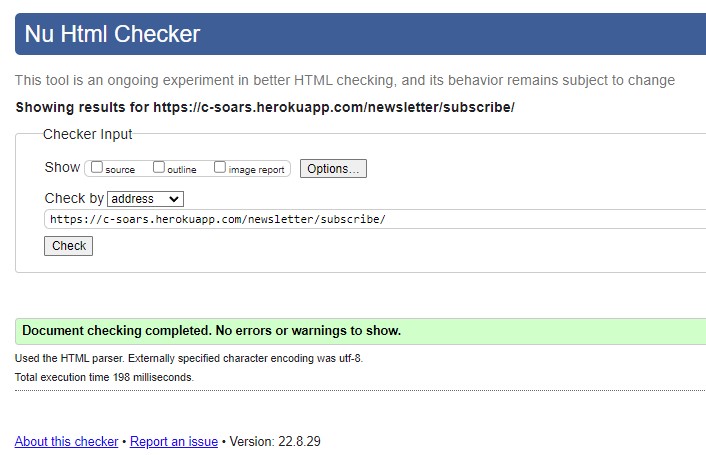 Nu Html Checker
This tool is an ongoing experiment in better HTML checking, and its behavior remains subject to change
Showing results for https://c-soars.herokuapp.com/newsletter/subscribe/
Checker Input
Show source outline image report Options...
Check by address
https://c-soars.herokuapp.com/newsletter/subscribe/
Check
Document checking completed. No errors or warnings to show.
Used the HTML parser. Externally specified character encoding was utf-8.
Total execution time 198 milliseconds.
About this checker • Report an issue • Version: 22.8.29